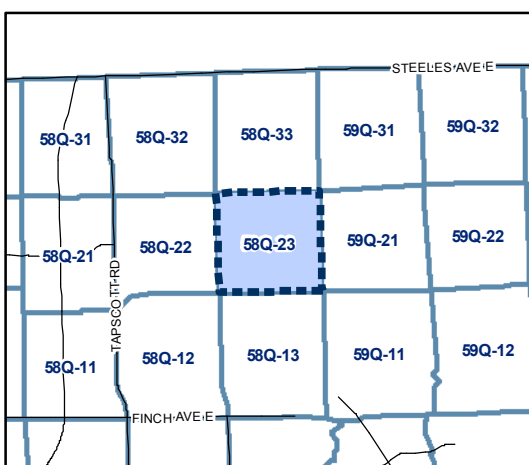 STEELES AVE E
58Q-31
58Q-32
58Q-33
59Q-31
59Q-32
58Q-21
58Q-22
58Q-23
59Q-21
59Q-22
TAPSCOTT RD
58Q-11
58Q-12
58Q-13
59Q-11
59Q-12
FINCH AVE E